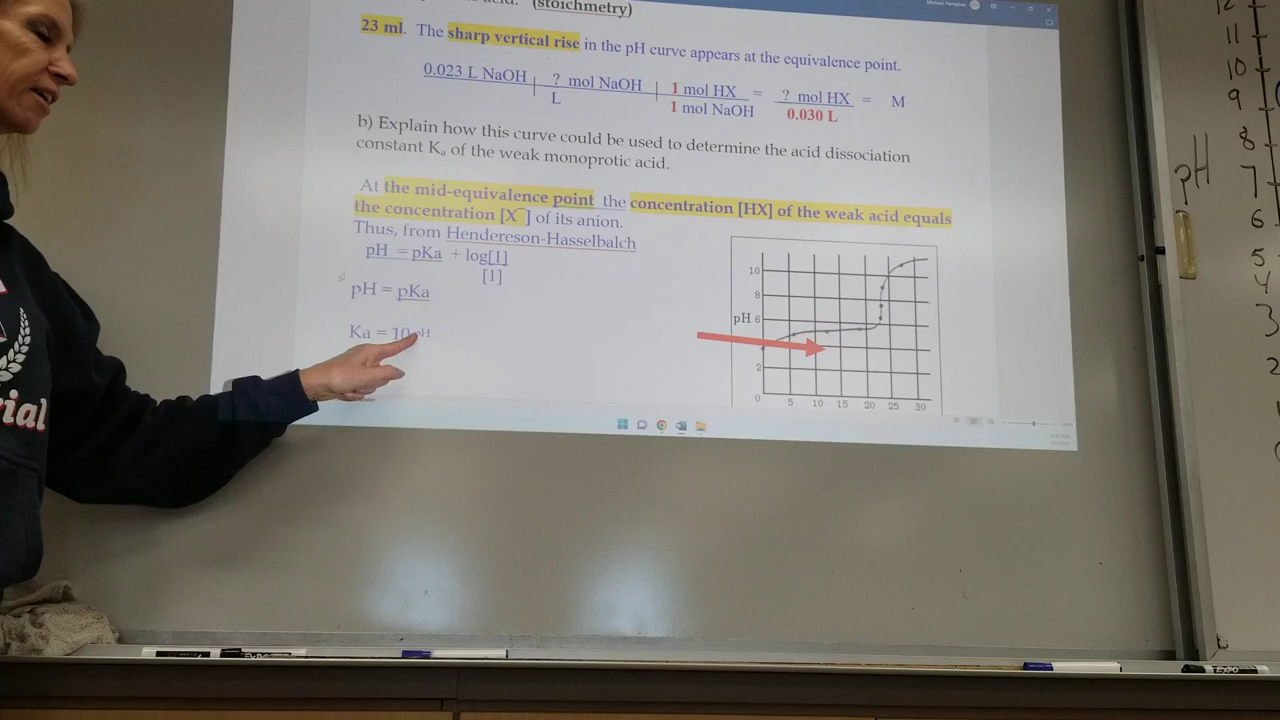 acid. (stoichmetry)
23 ml. The sharp vertical rise in the pH curve appears at the equivalence point.
0.023 L NaOH | ? mol NaOH | 1 mol HX = ? mol HX = M
L 1 mol NaOH 0.030 L
b) Explain how this curve could be used to determine the acid dissociation
constant Ka of the weak monoprotic acid.
At the mid-equivalence point the concentration [HX] of the weak acid equals
the concentration [X⁻] of its anion.
Thus, from Hendereson-Hasselbalch
pH = pKa + log[1]
[1]
pH = pKa
Ka = 10 pH
10
8
pH 6
2
0 5 10 15 20 25 30
ial
12
11
10
9
8
pH 7
6
5
4
3
2
EXPO
EXPO